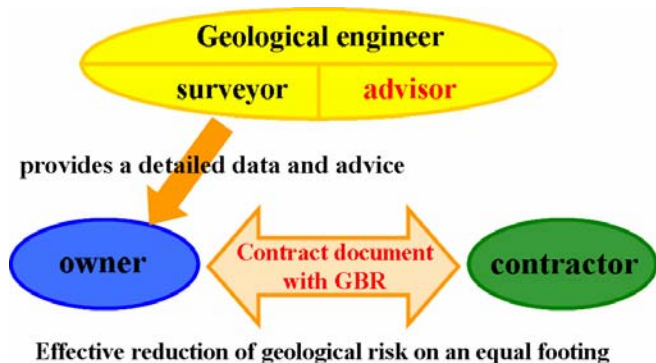 Geological engineer
surveyor advisor
provides a detailed data and advice
owner
Contract document
with GBR
contractor
Effective reduction of geological risk on an equal footing